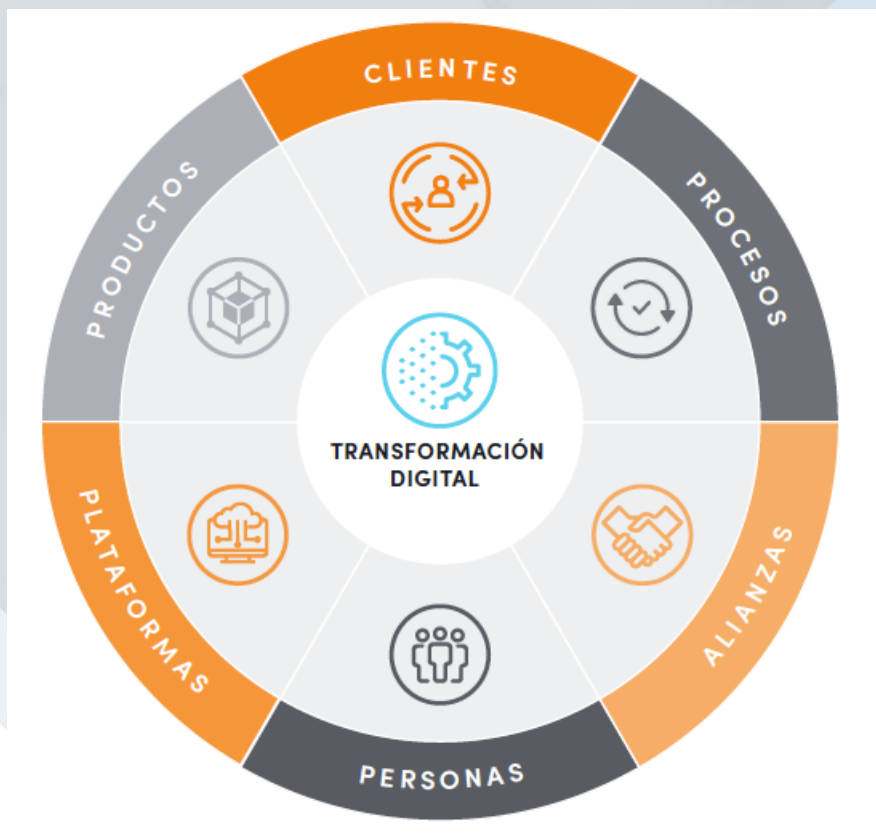 CLIENTES
PROCESOS
ALIANZAS
PERSONAS
PLATAFORMAS
PRODUCTOS
TRANSFORMACIÓN
DIGITAL